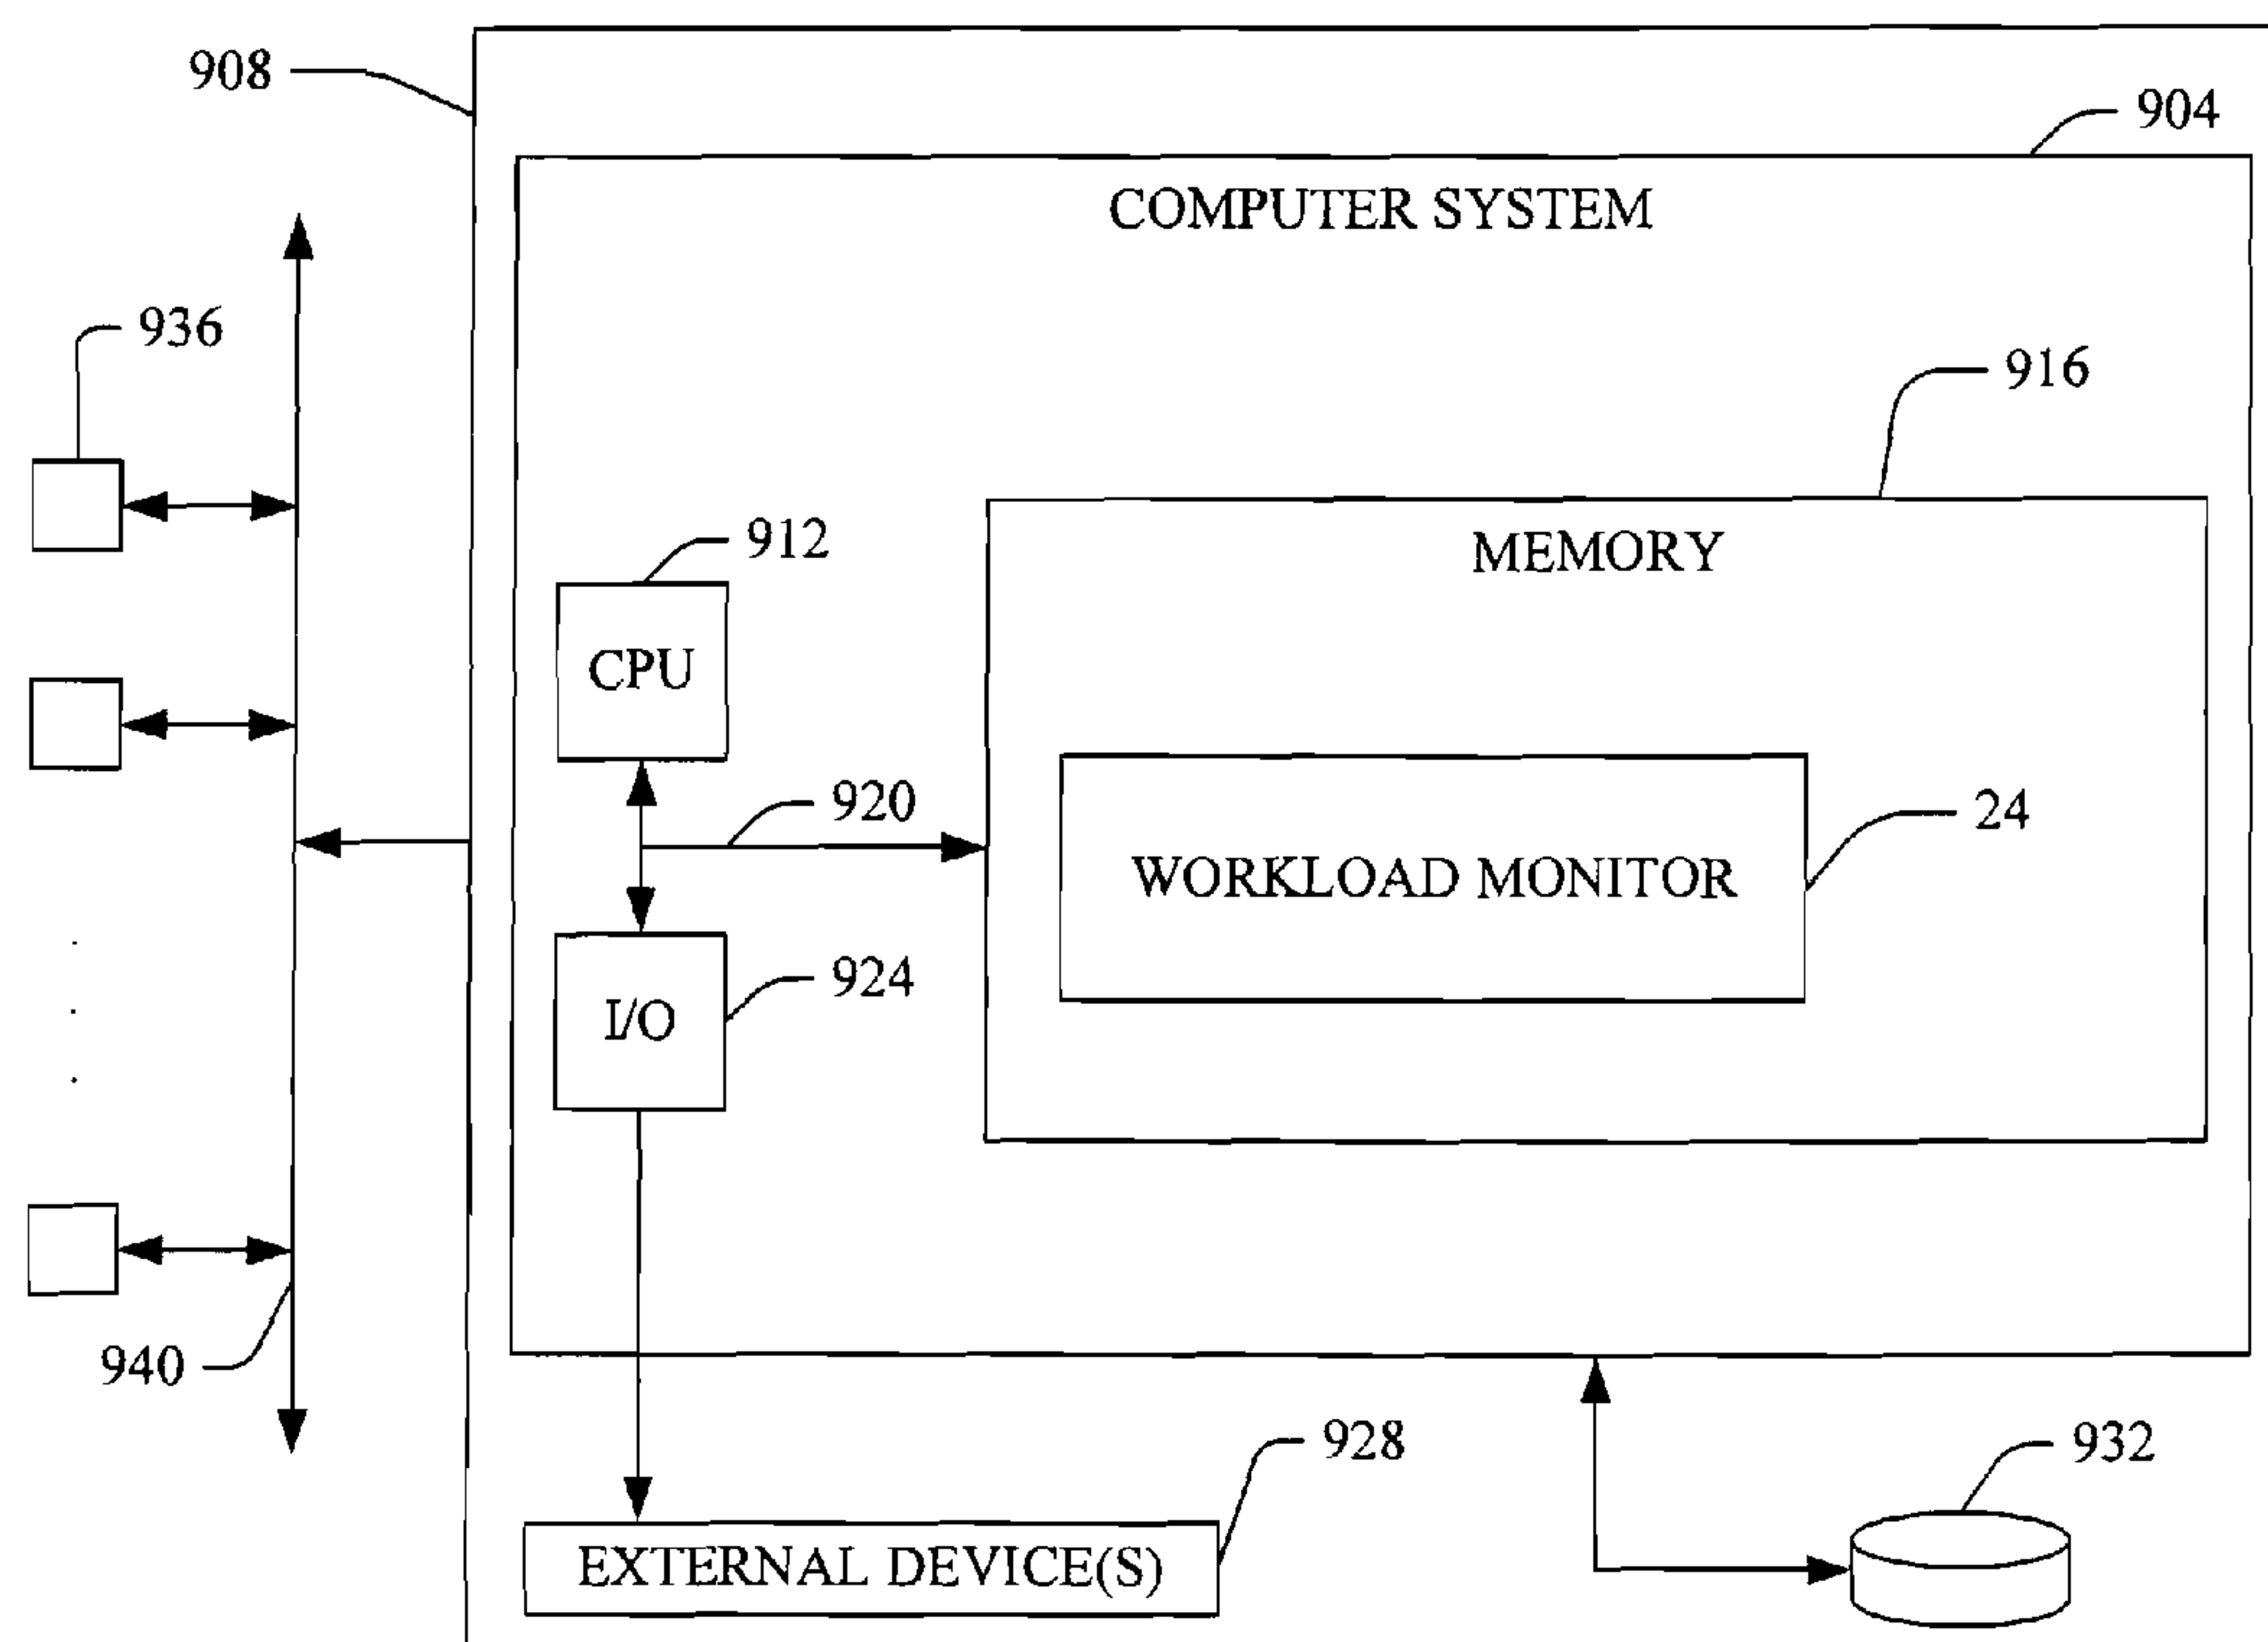 908
904
COMPUTER SYSTEM
936
916
912
MEMORY
CPU
920
24
WORKLOAD MONITOR
924
I/O
940
928
932
EXTERNAL DEVICE(S)